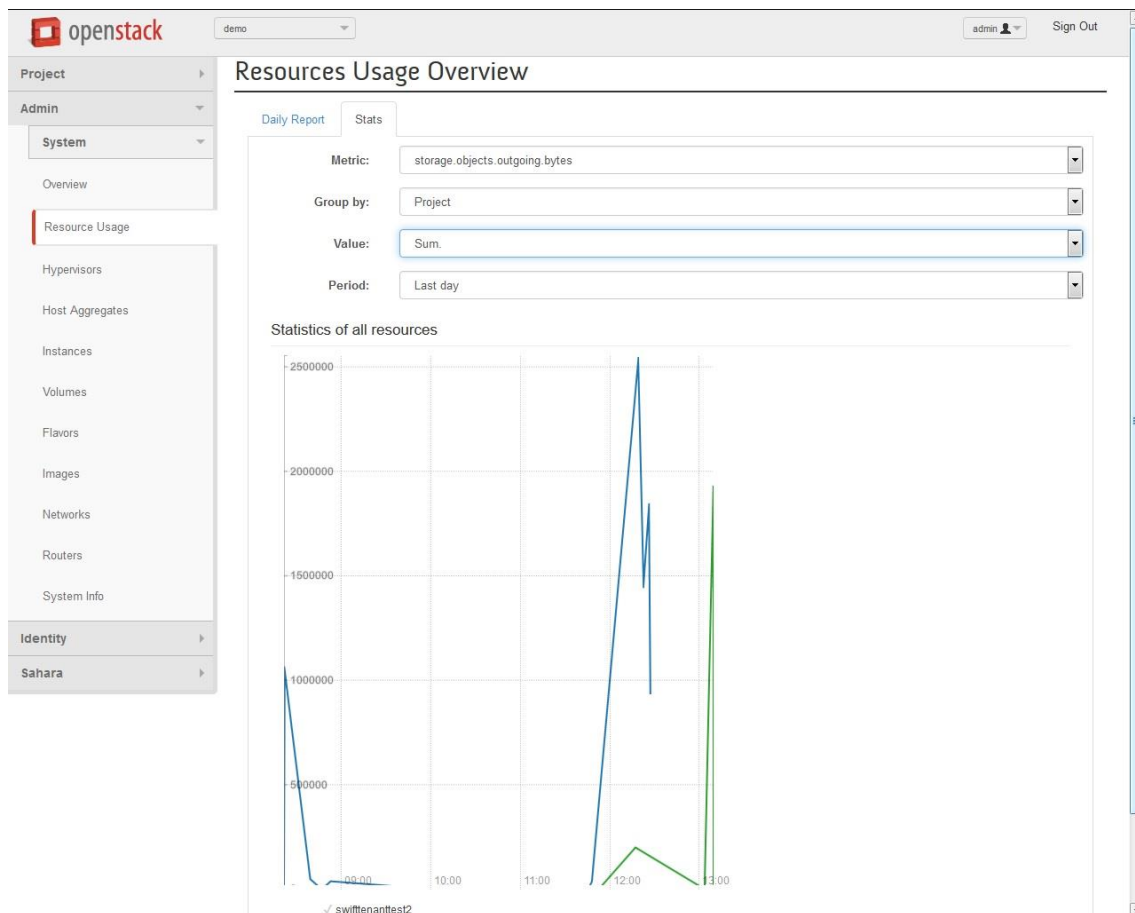 openstack
demo
admin
Sign Out
Project
Admin
System
Overview
Resource Usage
Hypervisors
Host Aggregates
Instances
Volumes
Flavors
Images
Networks
Routers
System Info
Identity
Sahara
Resources Usage Overview
Daily Report
Stats
Metric:
storage.objects.outgoing.bytes
Group by:
Project
Value:
Sum.
Period:
Last day
Statistics of all resources
2500000
2000000
1500000
1000000
500000
09:00
10:00
11:00
12:00
13:00
swifttenanttest2